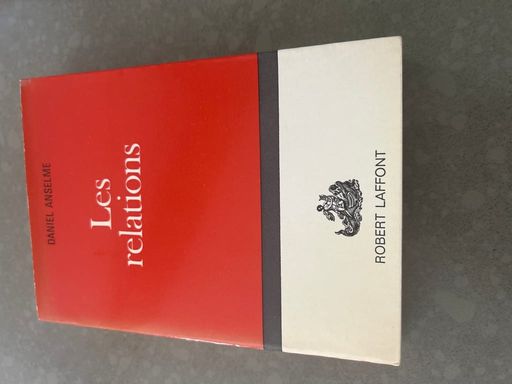 DANIEL ANSELME
Les
relations
ROBERT LAFFONT